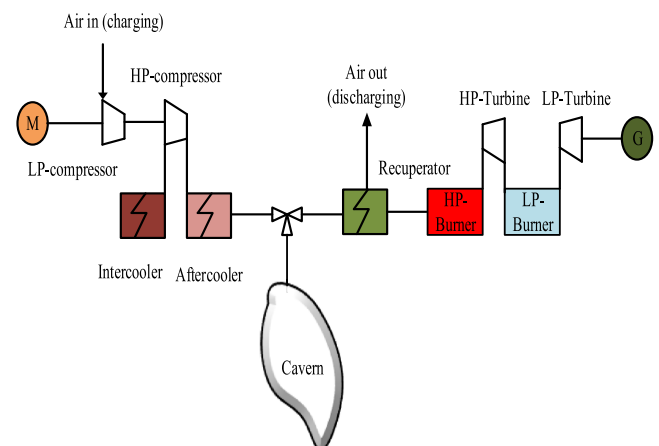 Air in (charging)
HP-compressor
Air out
(discharging)
HP-Turbine
LP-Turbine
M
G
LP-compressor
Recuperator
HP-
Burner
LP-
Burner
Intercooler
Aftercooler
Cavern